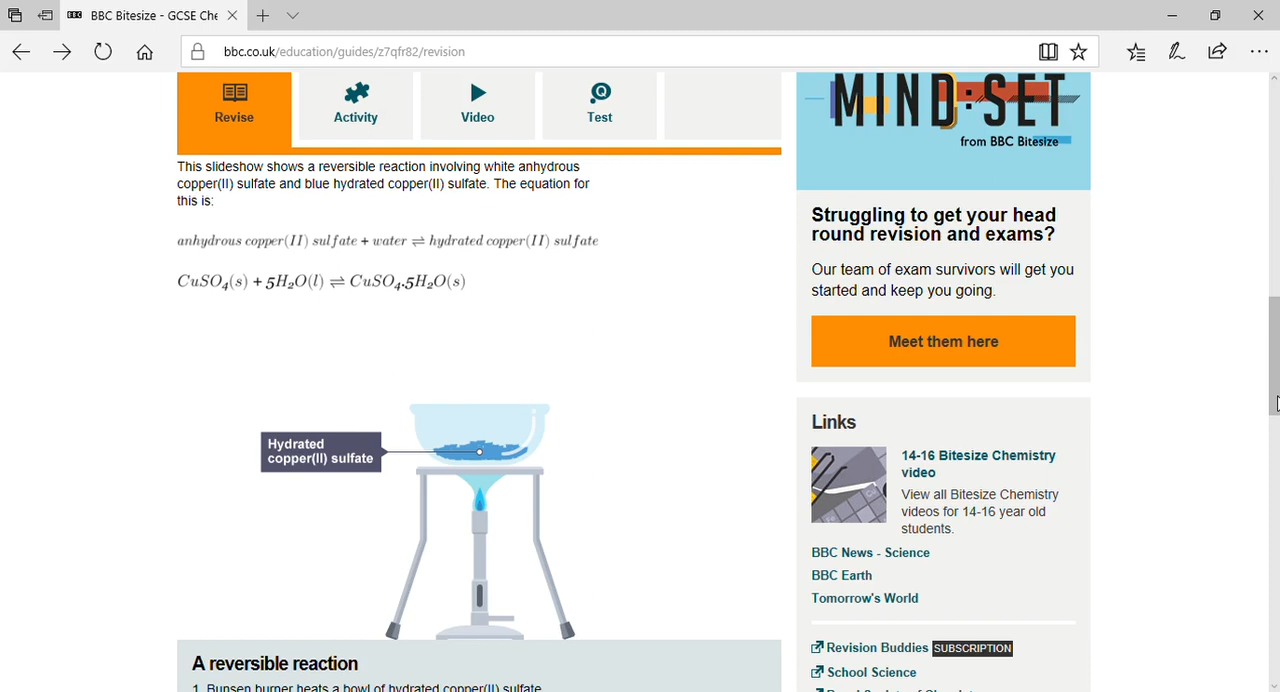 BBC BBC Bitesize - GCSE Che
bbc.co.uk/education/guides/z7qfr82/revision
Revise
Activity
Video
Test
This slideshow shows a reversible reaction involving white anhydrous
copper(II) sulfate and blue hydrated copper(II) sulfate. The equation for
this is:
anhydrous copper(II) sulfate + water ⇌ hydrated copper(II) sulfate
CuSO₄(s) + 5H₂O(l) ⇌ CuSO₄.5H₂O(s)
Hydrated
copper(II) sulfate
A reversible reaction
1. Bunsen burner heats a bowl of hydrated copper(II) sulfate
MIND:SET
from BBC Bitesize
Struggling to get your head
round revision and exams?
Our team of exam survivors will get you
started and keep you going.
Meet them here
Links
14-16 Bitesize Chemistry
video
View all Bitesize Chemistry
videos for 14-16 year old
students.
BBC News - Science
BBC Earth
Tomorrow's World
Revision Buddies SUBSCRIPTION
School Science